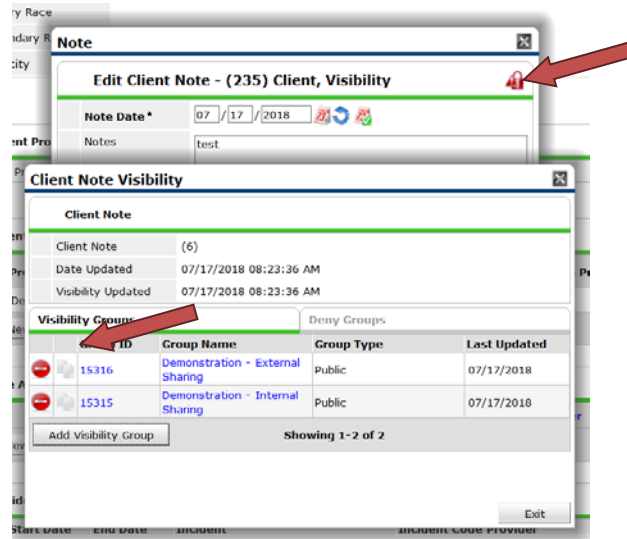 ry Race
ndary R
city
Note
Edit Client Note - (235) Client, Visibility
Note Date*
07 / 17 / 2018
ent Pro
Notes
test
Client Note Visibility
Client Note
Client Note
(6)
Date Updated
07/17/2018 08:23:36 AM
Visibility Updated
07/17/2018 08:23:36 AM
Visibility Groups
Deny Groups
Group ID
Group Name
Group Type
Last Updated
15316
Demonstration - External
Sharing
Public
07/17/2018
15315
Demonstration - Internal
Sharing
Public
07/17/2018
Add Visibility Group
Showing 1-2 of 2
Exit
Start Date
End Date
Incident
Incident Code
Provider